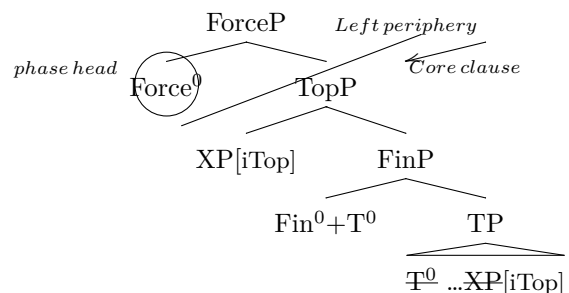 ForceP
Left periphery
phase head
Force⁰
TopP
Core clause
XP[iTop]
FinP
Fin⁰+T⁰
TP
T⁰ ...XP[iTop]